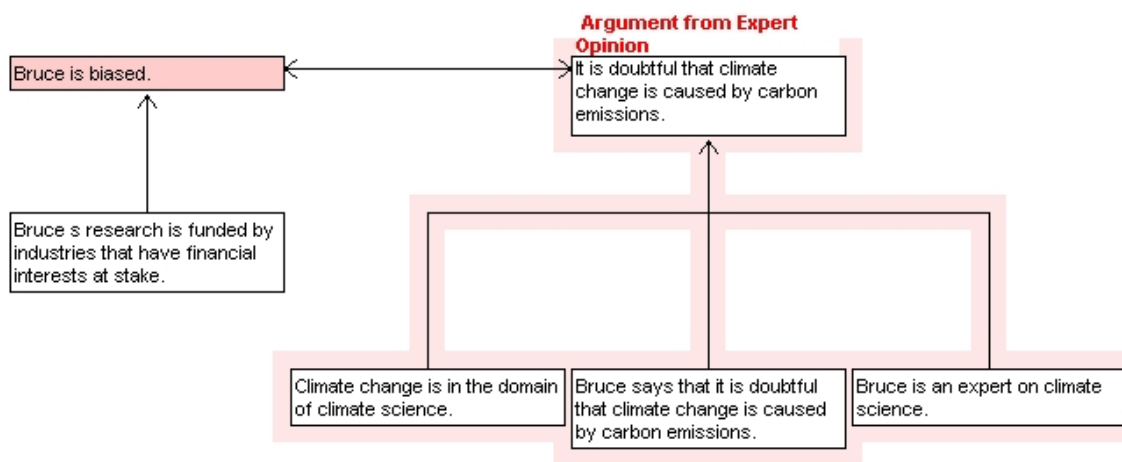 Argument from Expert
Opinion
Bruce is biased.
It is doubtful that climate
change is caused by carbon
emissions.
Bruce s research is funded by
industries that have financial
interests at stake.
Climate change is in the domain
of climate science.
Bruce says that it is doubtful
that climate change is caused
by carbon emissions.
Bruce is an expert on climate
science.